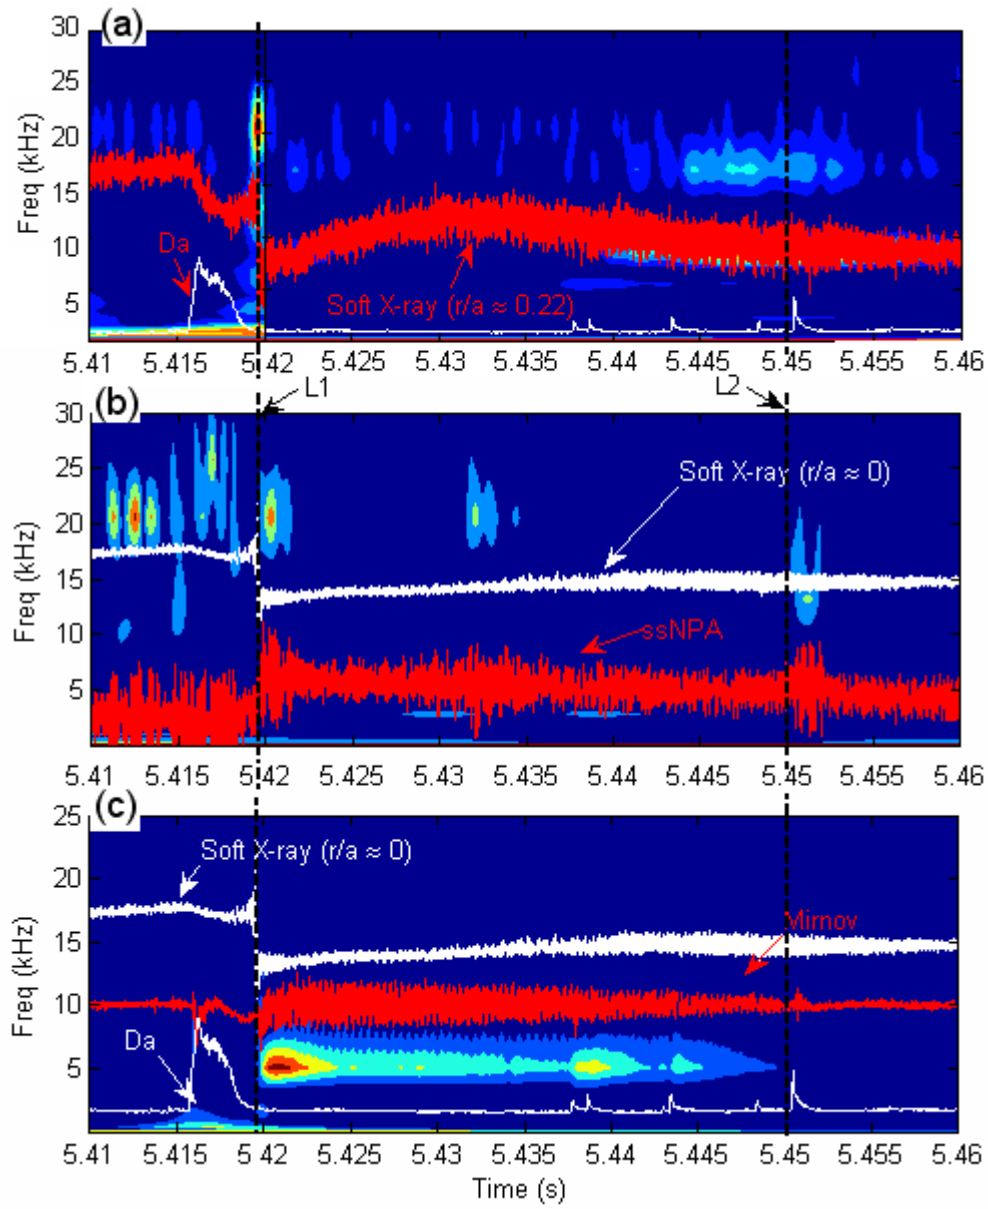 (a)
30
25
20
15
10
5
Freq (kHz)
Da
Soft X-ray (r/a ≈ 0.22)
5.41 5.415 5.42 5.425 5.43 5.435 5.44 5.445 5.45 5.455 5.46
L1
L2
(b)
30
25
20
15
10
5
Freq (kHz)
Soft X-ray (r/a ≈ 0)
ssNPA
5.41 5.415 5.42 5.425 5.43 5.435 5.44 5.445 5.45 5.455 5.46
(c)
25
20
15
10
5
Freq (kHz)
Soft X-ray (r/a ≈ 0)
Mirnov
Da
5.41 5.415 5.42 5.425 5.43 5.435 5.44 5.445 5.45 5.455 5.46
Time (s)